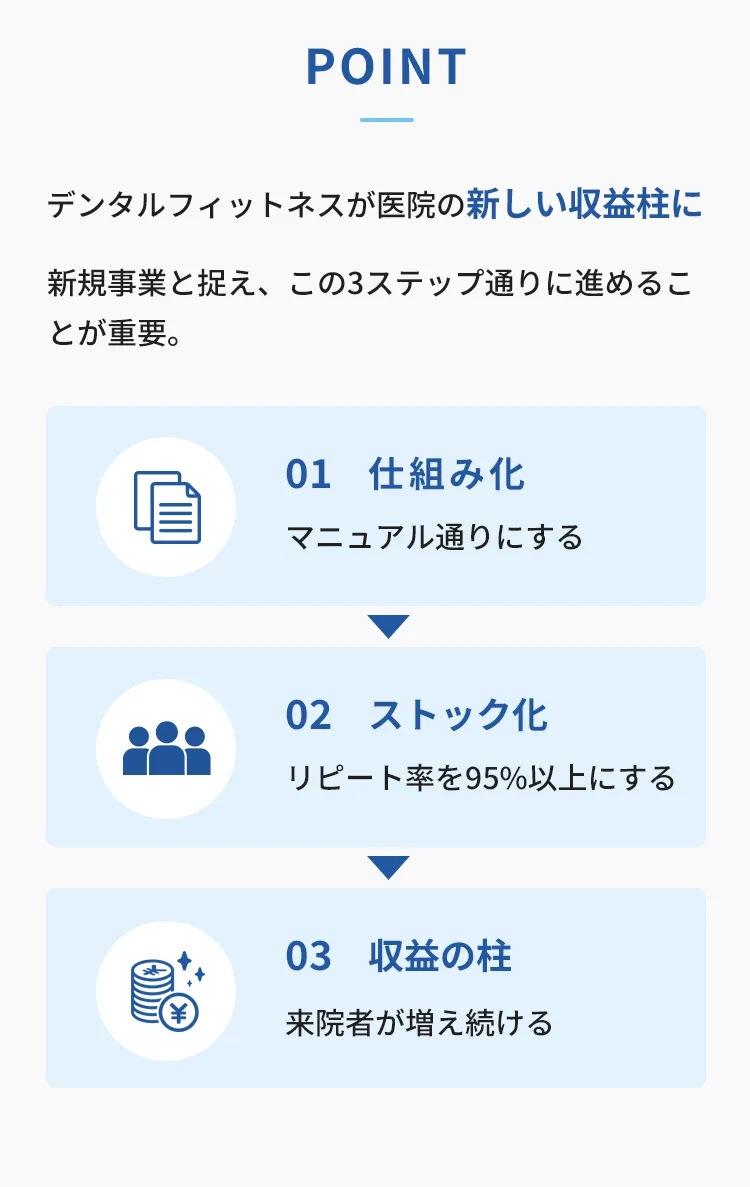 POINT
デンタルフィットネスが医院の新しい収益柱に
新規事業と捉え、この3ステップ通りに進めるこ
とが重要。
01 仕組み化
マニュアル通りにする
02 ストック化
リピート率を95%以上にする
03 収益の柱
¥
来院者が増え続ける